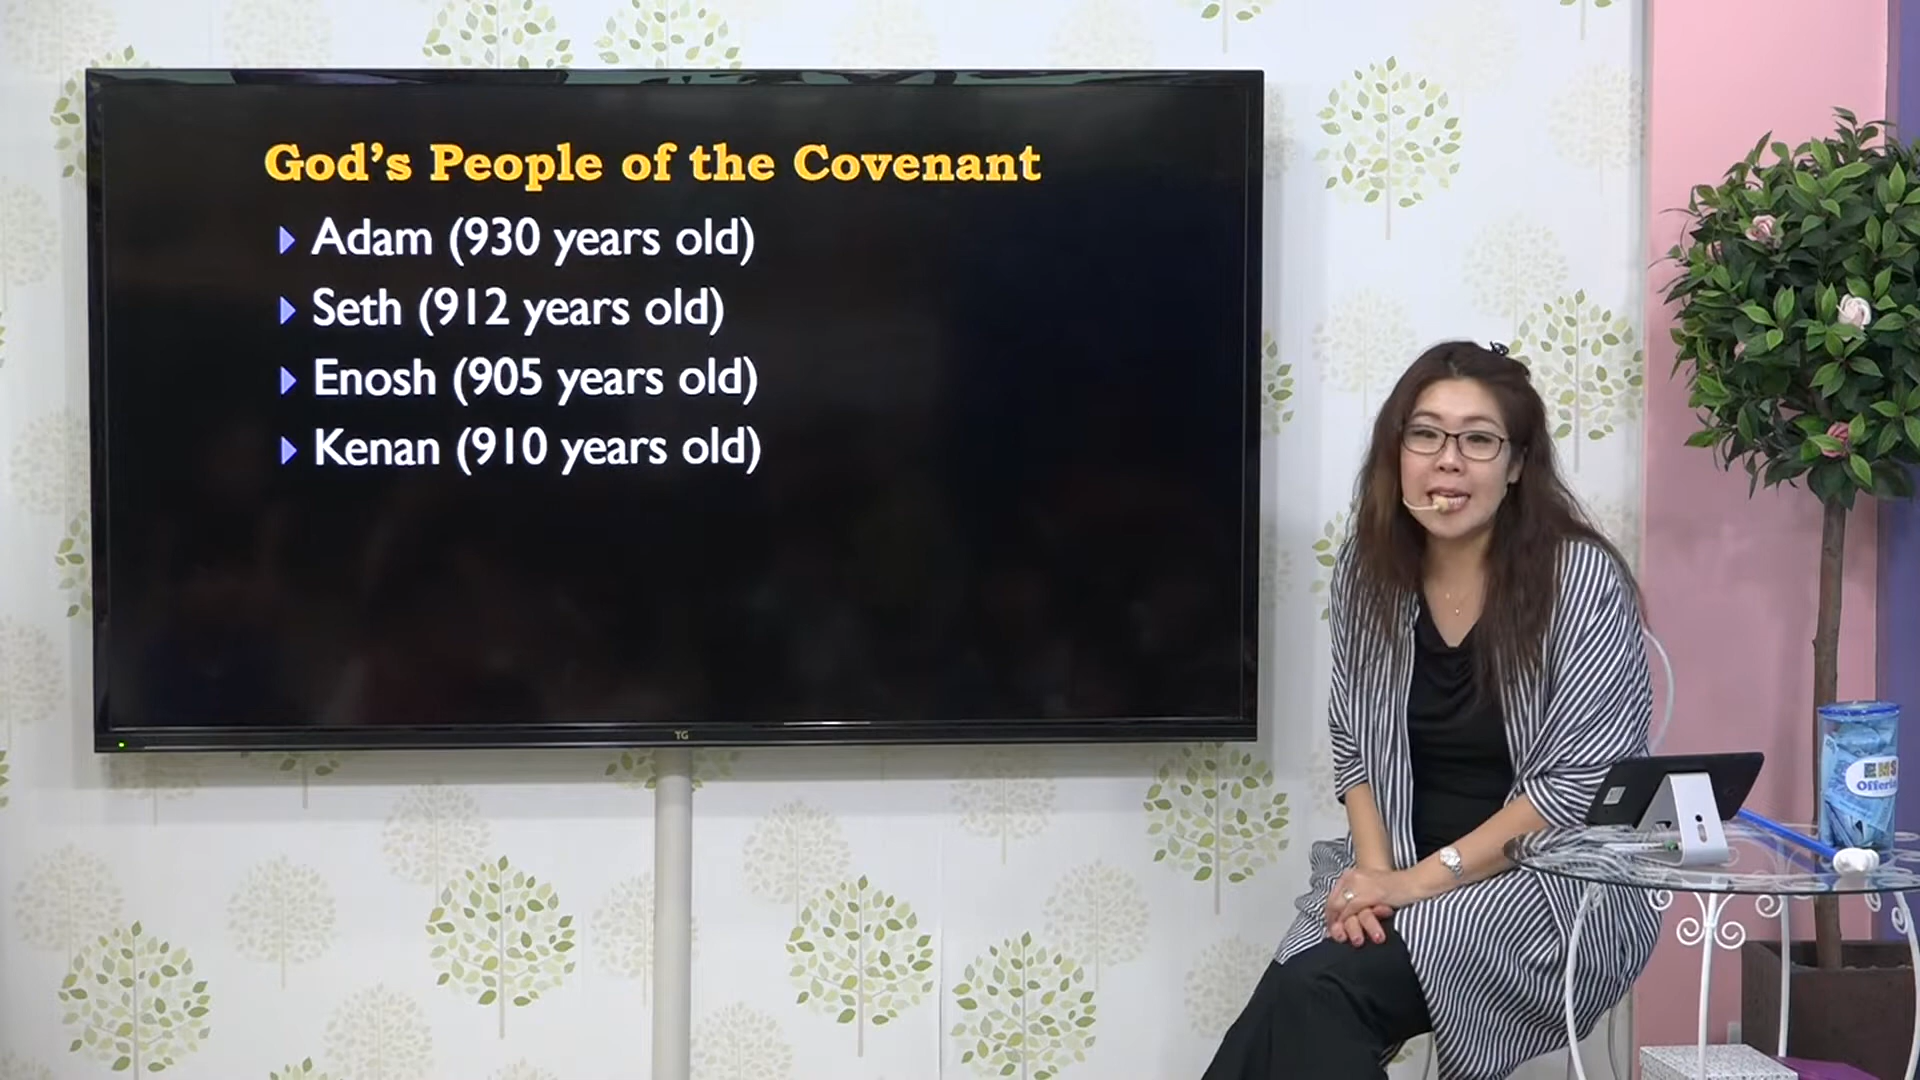 God's People of the Covenant
Adam (930 years old)
Seth (912 years old)
Enosh (905 years old)
Kenan (910 years old)
TG